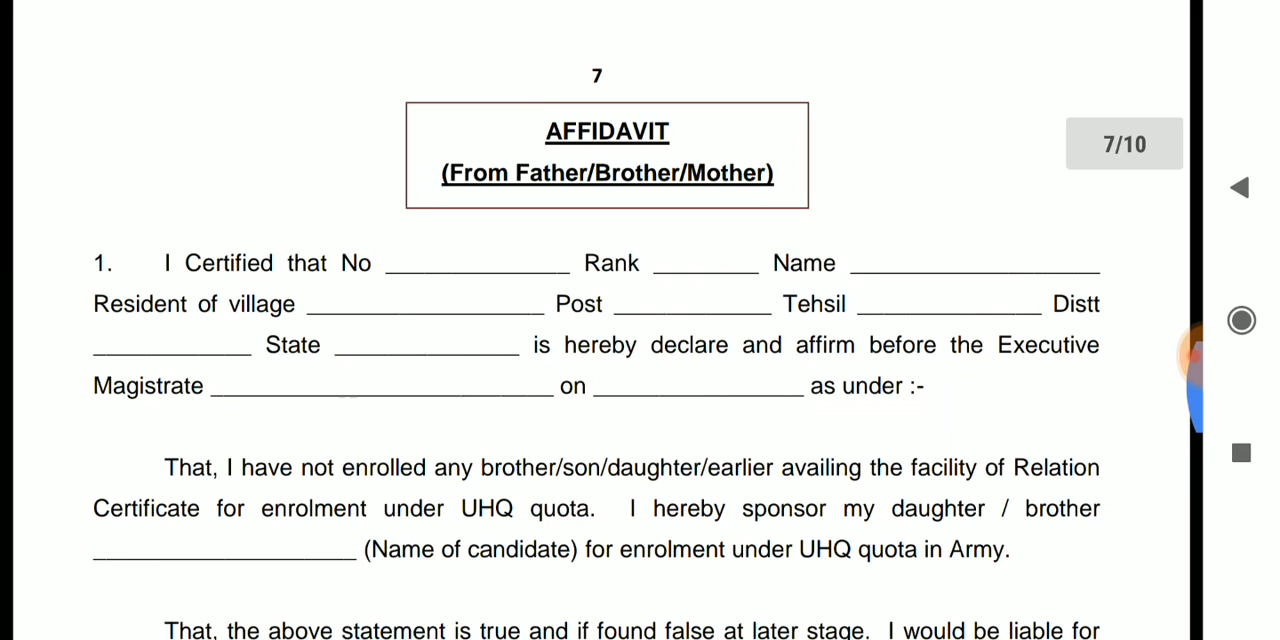 7
AFFIDAVIT
(From Father/Brother/Mother)
7/10
1. I Certified that No ______________ Rank ________ Name ___________________
Resident of village __________________ Post ____________ Tehsil ______________ Distt
____________ State ______________ is hereby declare and affirm before the Executive
Magistrate __________________________ on ________________ as under :-
That, I have not enrolled any brother/son/daughter/earlier availing the facility of Relation
Certificate for enrolment under UHQ quota. I hereby sponsor my daughter / brother
____________________ (Name of candidate) for enrolment under UHQ quota in Army.
That, the above statement is true and if found false at later stage. I would be liable for